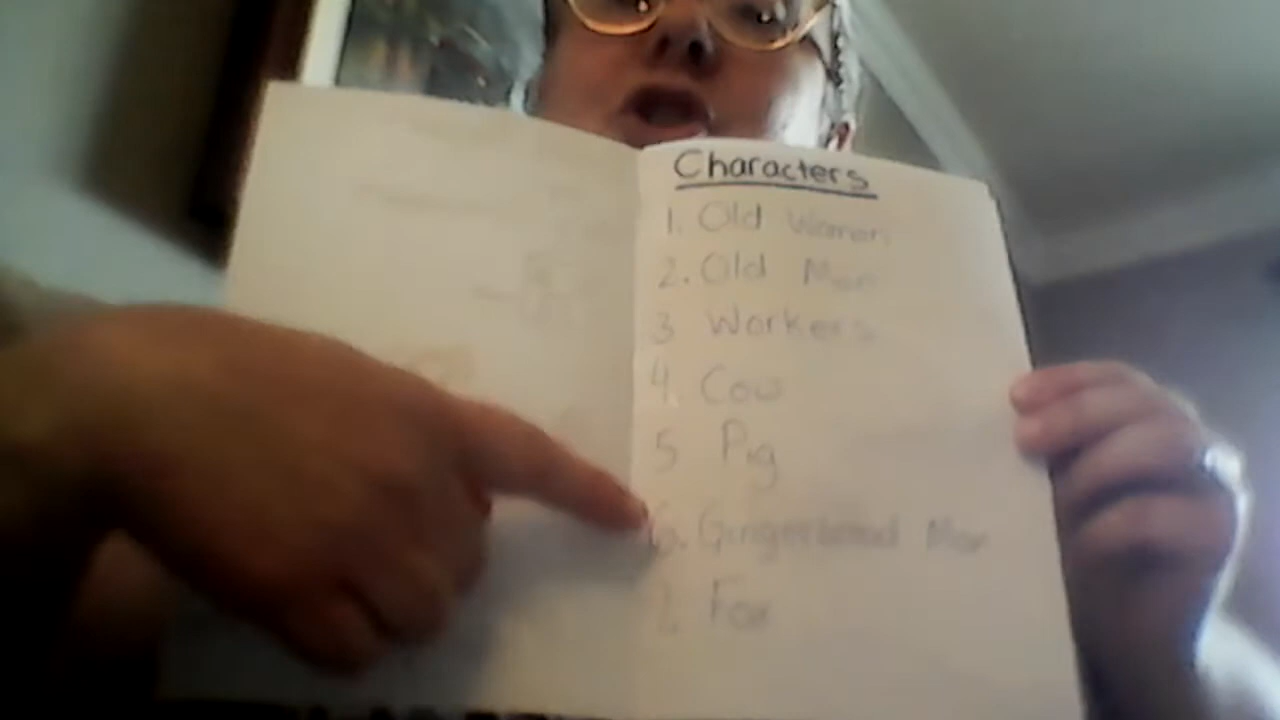 Characters
1. Old Woman
2. Old Man
3 Workers
4. Cow
5 Pig
6. Gingerbread Man
7. Fox